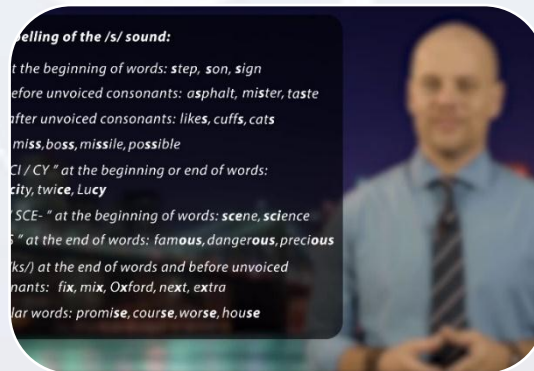 elling of the /s/ sound:
t the beginning of words: step, son, sign
efore unvoiced consonants: asphalt, mister, taste
after unvoiced consonants: likes, cuffs, cats
miss, boss, missile, possible
CI / CY " at the beginning or end of words:
city, twice, Lucy
SCE- " at the beginning of words: scene, science
S " at the end of words: famous, dangerous, precious
/ks/) at the end of words and before unvoiced
nants: fix, mix, Oxford, next, extra
lar words: promise, course, worse, house